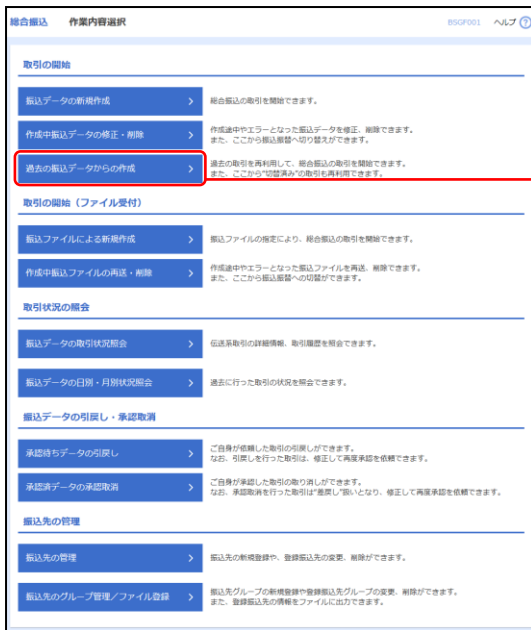 総合振込 作業内容選択 BSGF001 ヘルプ ?
取引の開始
振込データの新規作成 > 総合振込の取引を開始できます。
作成中振込データの修正・削除 > 作成途中やエラーとなった振込データを修正、削除できます。
また、ここから振込振替へ切り替えができます。
過去の振込データからの作成 > 過去の取引を再利用して、総合振込の取引を開始できます。
また、ここから"切替済み"の取引も再利用できます。
取引の開始（ファイル受付）
振込ファイルによる新規作成 > 振込ファイルの指定により、総合振込の取引を開始できます。
作成中振込ファイルの再送・削除 > 作成途中やエラーとなった振込ファイルを再送、削除できます。
また、ここから振込振替への切替ができます。
取引状況の照会
振込データの取引状況照会 > 伝送系取引の詳細情報、取引履歴を照会できます。
振込データの日別・月別状況照会 > 過去に行った取引の状況を照会できます。
振込データの引戻し・承認取消
承認待ちデータの引戻し > ご自身が依頼した取引の引戻しができます。
なお、引戻しを行った取引は、修正して再度承認を依頼できます。
承認済データの承認取消 > ご自身が承認した取引の取り消しができます。
なお、承認取消を行った取引は"差戻し"扱いとなり、修正して再度承認を依頼できます。
振込先の管理
振込先の管理 > 振込先の新規登録や、登録振込先の変更、削除ができます。
振込先のグループ管理／ファイル登録 > 振込先グループの新規登録や登録振込先グループの変更、削除ができます。
また、登録振込先の情報をファイルに出力できます。